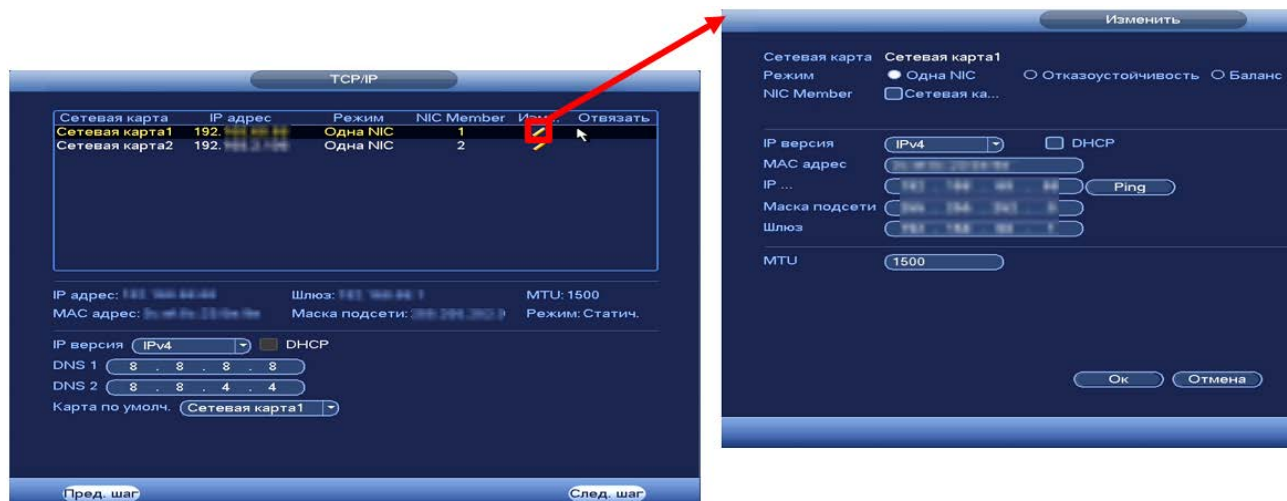 TCP/IP
Сетевая карта IP адрес Режим NIC Member Изм... Отвязать
Сетевая карта1 192. Одна NIC 1
Сетевая карта2 192. Одна NIC 2
IP адрес: Шлюз: MTU: 1500
MAC адрес: Маска подсети: Режим: Статич.
IP версия IPv4 DHCP
DNS 1 8 . 8 . 8 . 8
DNS 2 8 . 8 . 4 . 4
Карта по умолч. Сетевая карта1
Пред. шаг След. шаг
Изменить
Сетевая карта Сетевая карта1
Режим Одна NIC Отказоустойчивость Баланс
NIC Member Сетевая ка...
IP версия IPv4 DHCP
MAC адрес
IP ... Ping
Маска подсети
Шлюз
MTU 1500
Ок Отмена